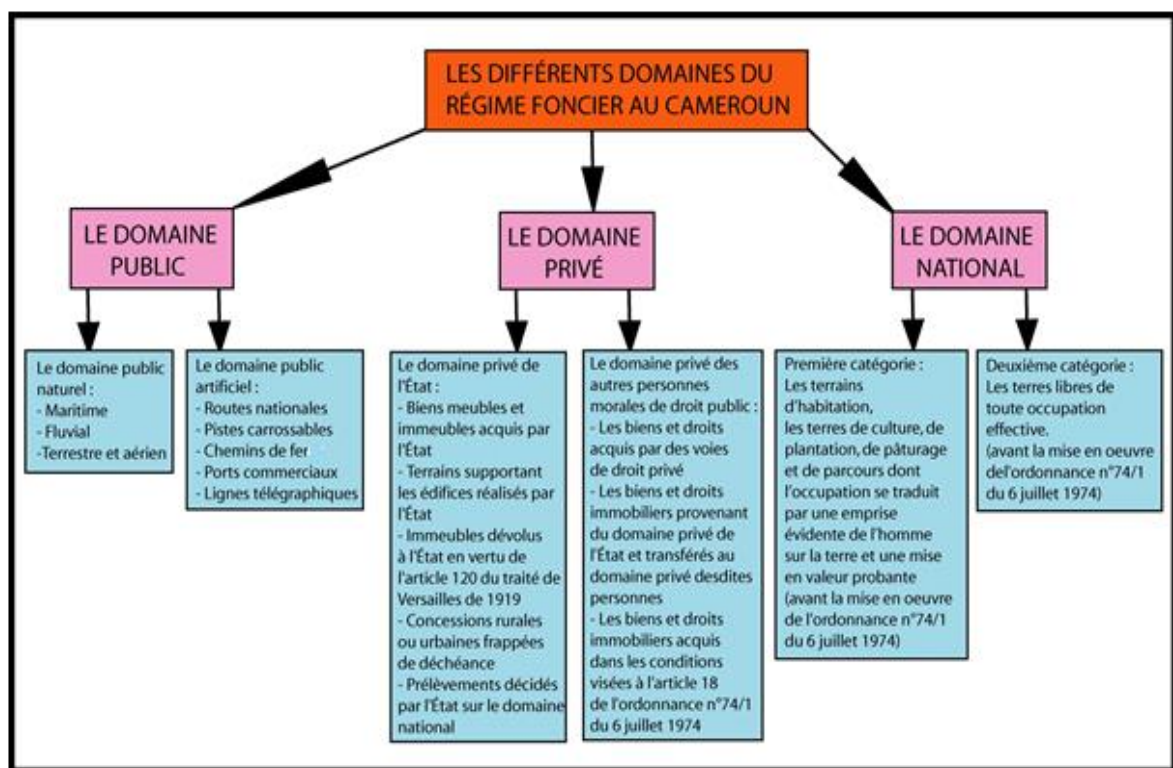 LES DIFFÉRENTS DOMAINES DU
RÉGIME FONCIER AU CAMEROUN
LE DOMAINE
PUBLIC
LE DOMAINE
PRIVÉ
LE DOMAINE
NATIONAL
Le domaine public
naturel :
- Maritime
- Fluvial
-Terrestre et aérien
Le domaine public
artificiel :
- Routes nationales
- Pistes carrossables
- Chemins de fer
- Ports commerciaux
- Lignes télégraphiques
Le domaine privé de
l'État :
- Biens meubles et
immeubles acquis par
l'État
- Terrains supportant
les édifices réalisés par
l'État
- Immeubles dévolus
à l'État en vertu de
l'article 120 du traité de
Versailles de 1919
- Concessions rurales
ou urbaines frappées
de déchéance
- Prélèvements décidés
par l'État sur le domaine
national
Le domaine privé des
autres personnes
morales de droit public :
- Les biens et droits
acquis par des voies
de droit privé
- Les biens et droits
immobiliers provenant
du domaine privé de
l'État et transférés au
domaine privé desdites
personnes
- Les biens et droits
immobiliers acquis
dans les conditions
visées à l'article 18
de l'ordonnance n°74/1
du 6 juillet 1974
Première catégorie :
Les terrains
d'habitation,
les terres de culture, de
plantation, de pâturage
et de parcours dont
l'occupation se traduit
par une emprise
évidente de l'homme
sur la terre et une mise
en valeur probante
(avant la mise en oeuvre
de l'ordonnance n°74/1
du 6 juillet 1974)
Deuxième catégorie :
Les terres libres de
toute occupation
effective.
(avant la mise en oeuvre
del'ordonnance n°74/1
du 6 juillet 1974)